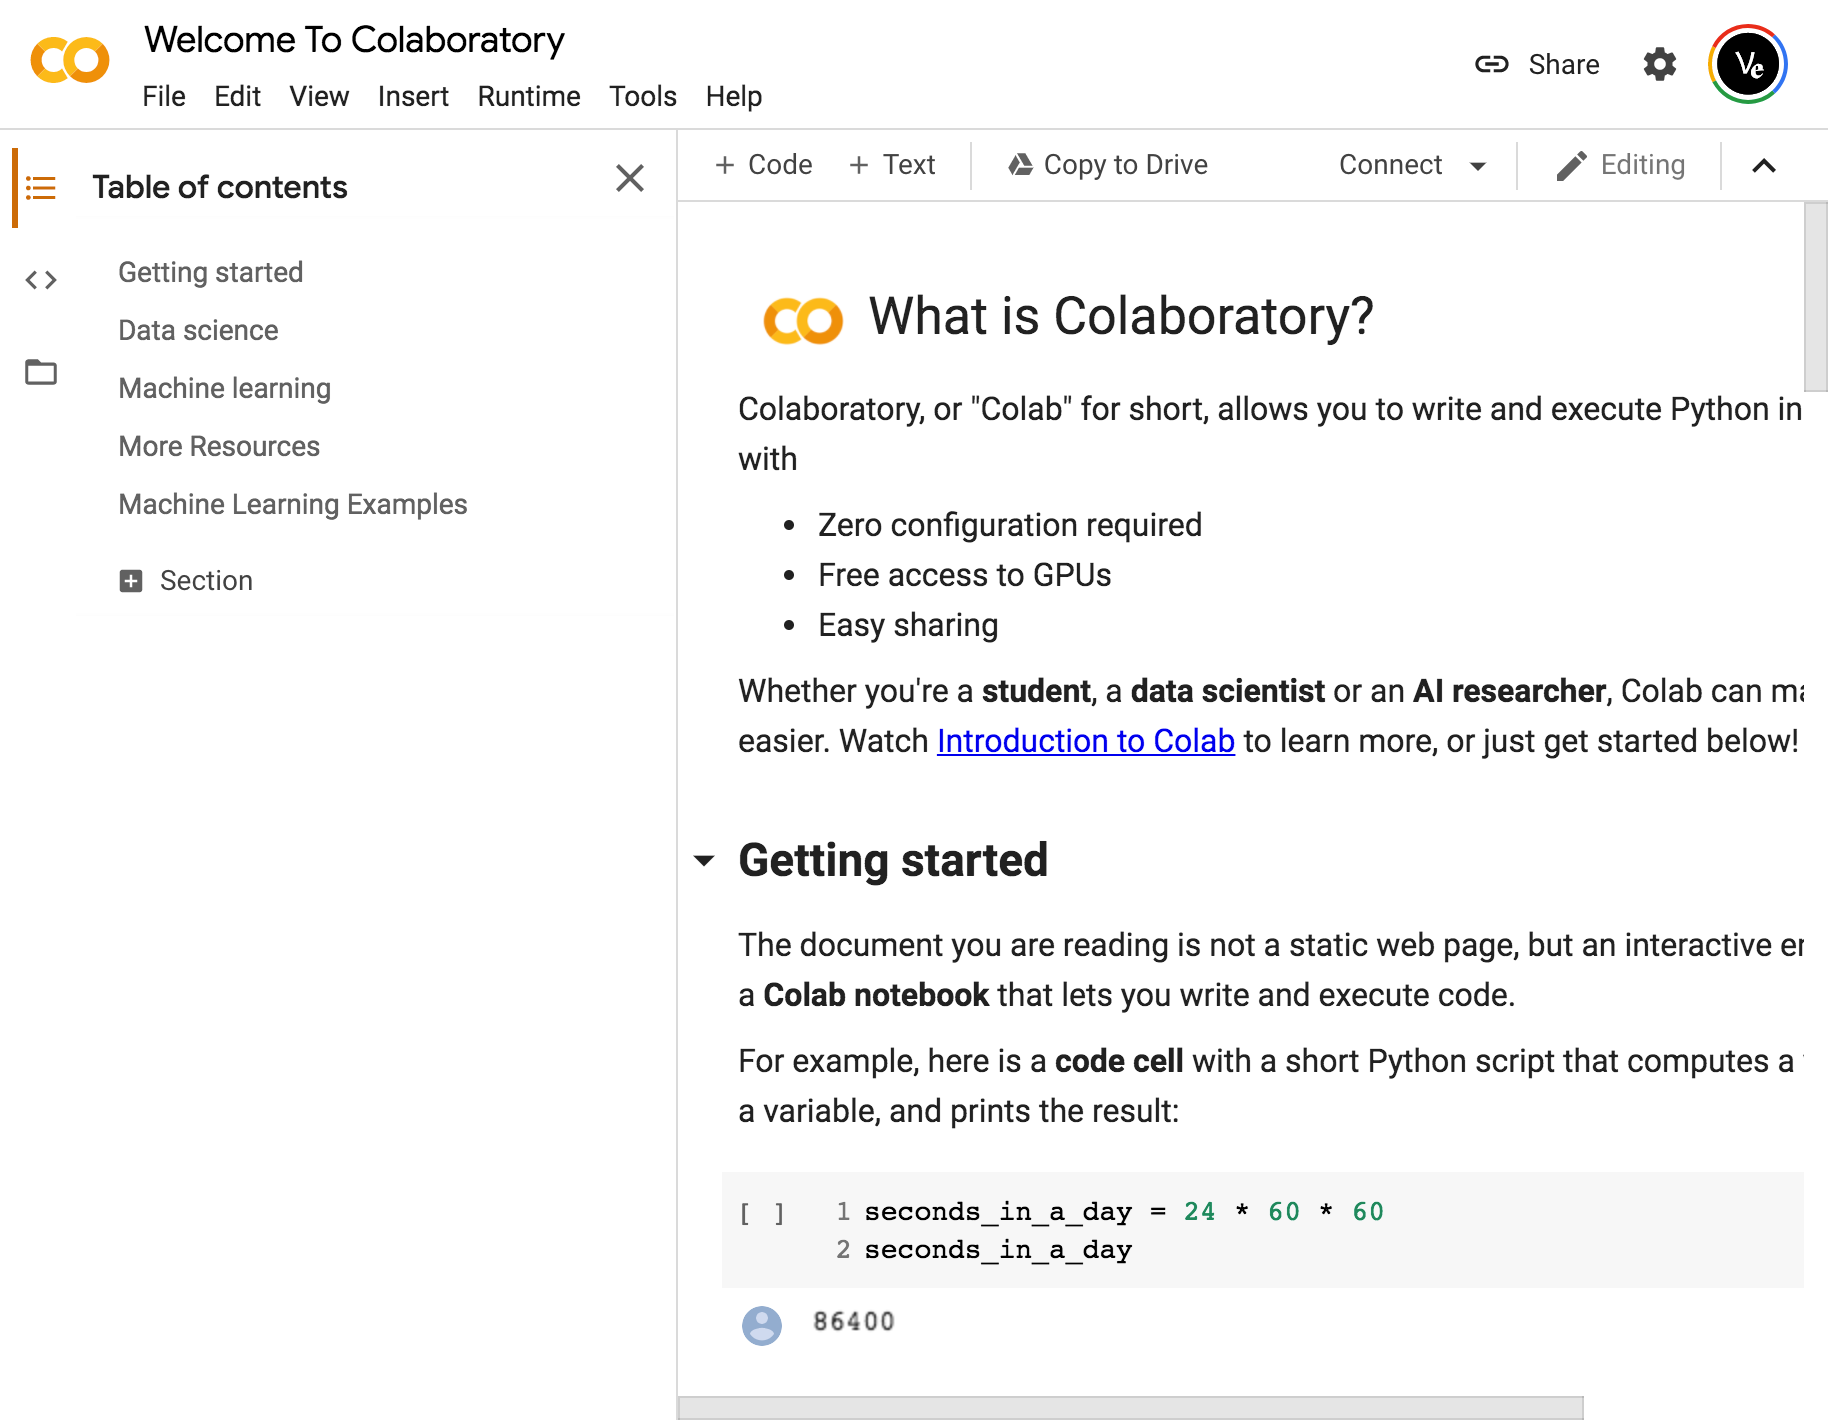 Welcome To Colaboratory
File Edit View Insert Runtime Tools Help
Share
Ve
Table of contents
Getting started
Data science
Machine learning
More Resources
Machine Learning Examples
Section
+ Code + Text
Copy to Drive
Connect
Editing
What is Colaboratory?
Colaboratory, or "Colab" for short, allows you to write and execute Python in
with
• Zero configuration required
• Free access to GPUs
• Easy sharing
Whether you're a student, a data scientist or an AI researcher, Colab can
easier. Watch Introduction to Colab to learn more, or just get started below!
Getting started
The document you are reading is not a static web page, but an interactive
a Colab notebook that lets you write and execute code.
For example, here is a code cell with a short Python script that computes a
a variable, and prints the result:
[ ] 1 seconds_in_a_day = 24 * 60 * 60
2 seconds_in_a_day
86400